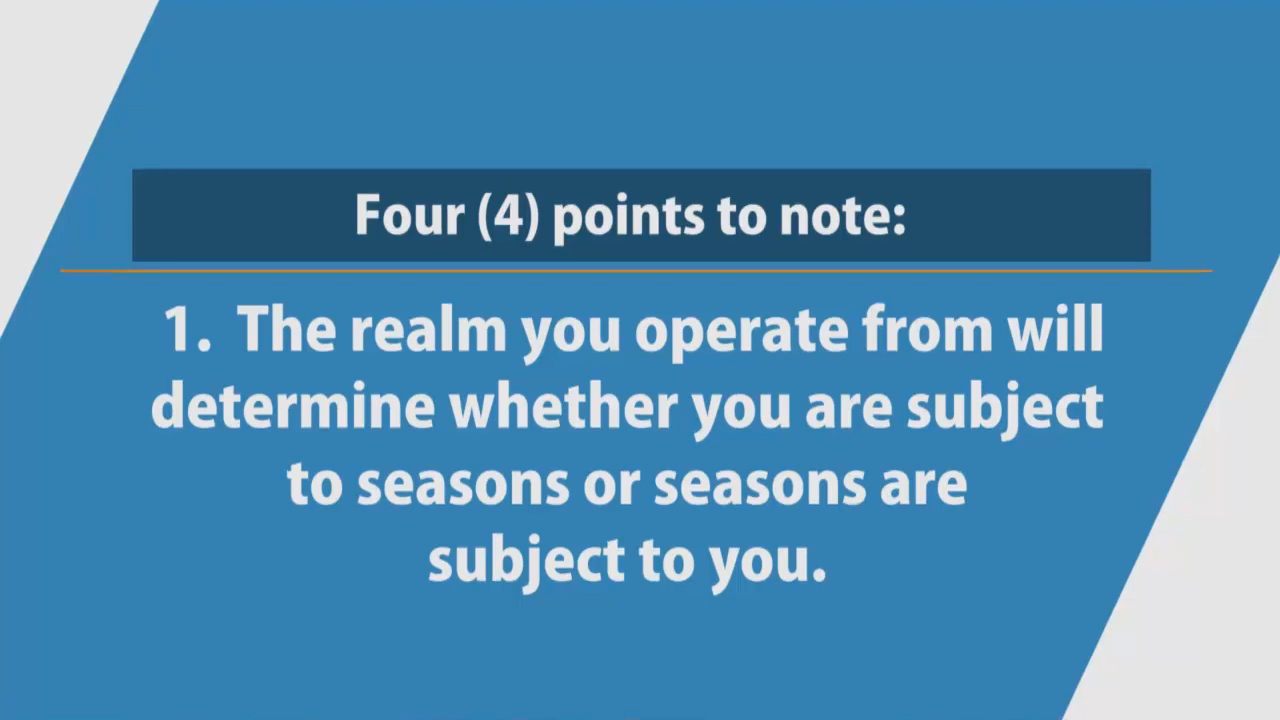 Four (4) points to note:
1. The realm you operate from will
determine whether you are subject
to seasons or seasons are
subject to you.